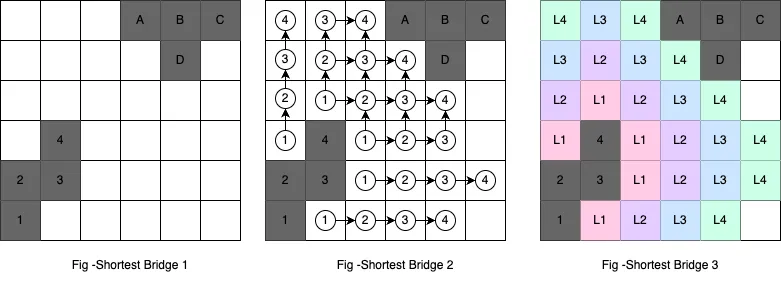 A B C
D
4
2 3
1
Fig -Shortest Bridge 1
4 3 4 A B C
3 2 3 4 D
2 1 2 3 4
1 4 1 2 3
2 3 1 2 3 4
1 1 2 3 4
Fig -Shortest Bridge 2
L4 L3 L4 A B C
L3 L2 L3 L4 D
L2 L1 L2 L3 L4
L1 4 L1 L2 L3 L4
2 3 L1 L2 L3 L4
1 L1 L2 L3 L4
Fig -Shortest Bridge 3